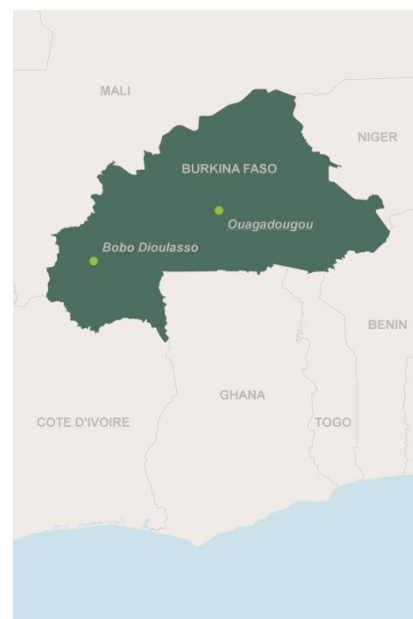 MALI
NIGER
BURKINA FASO
Ouagadougou
Bobo Dioulasso
BENIN
GHANA
COTE D'IVOIRE
TOGO